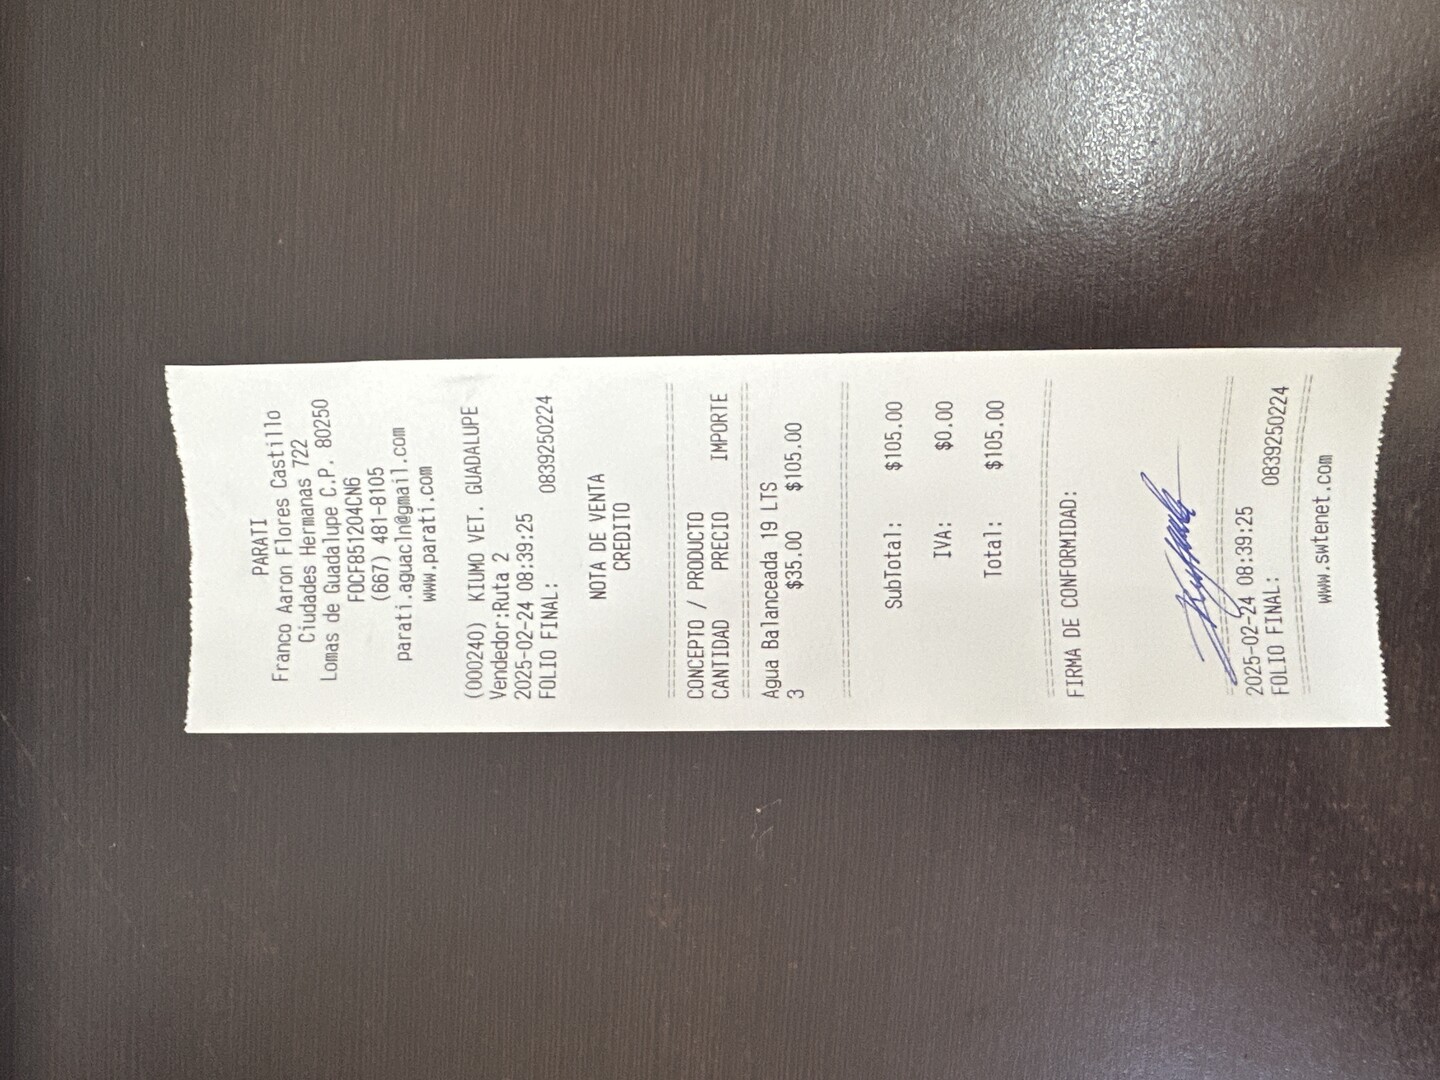 PARATI
Franco Aaron Flores Castillo
Ciudades Hermanas 722
Lomas de Guadalupe C.P. 80250
FOCF851204CN6
(667) 481-8105
parati.aguacln@gmail.com
www.parati.com
(000240) KIUMO VET. GUADALUPE
Vendedor:Ruta 2
2025-02-24 08:39:25
FOLIO FINAL: 0839250224
NOTA DE VENTA
CREDITO
CONCEPTO / PRODUCTO
CANTIDAD PRECIO IMPORTE
Agua Balanceada 19 LTS
3 $35.00 $105.00
SubTotal: $105.00
IVA: $0.00
Total: $105.00
FIRMA DE CONFORMIDAD:
2025-02-24 08:39:25
FOLIO FINAL: 0839250224
www.swtenet.com